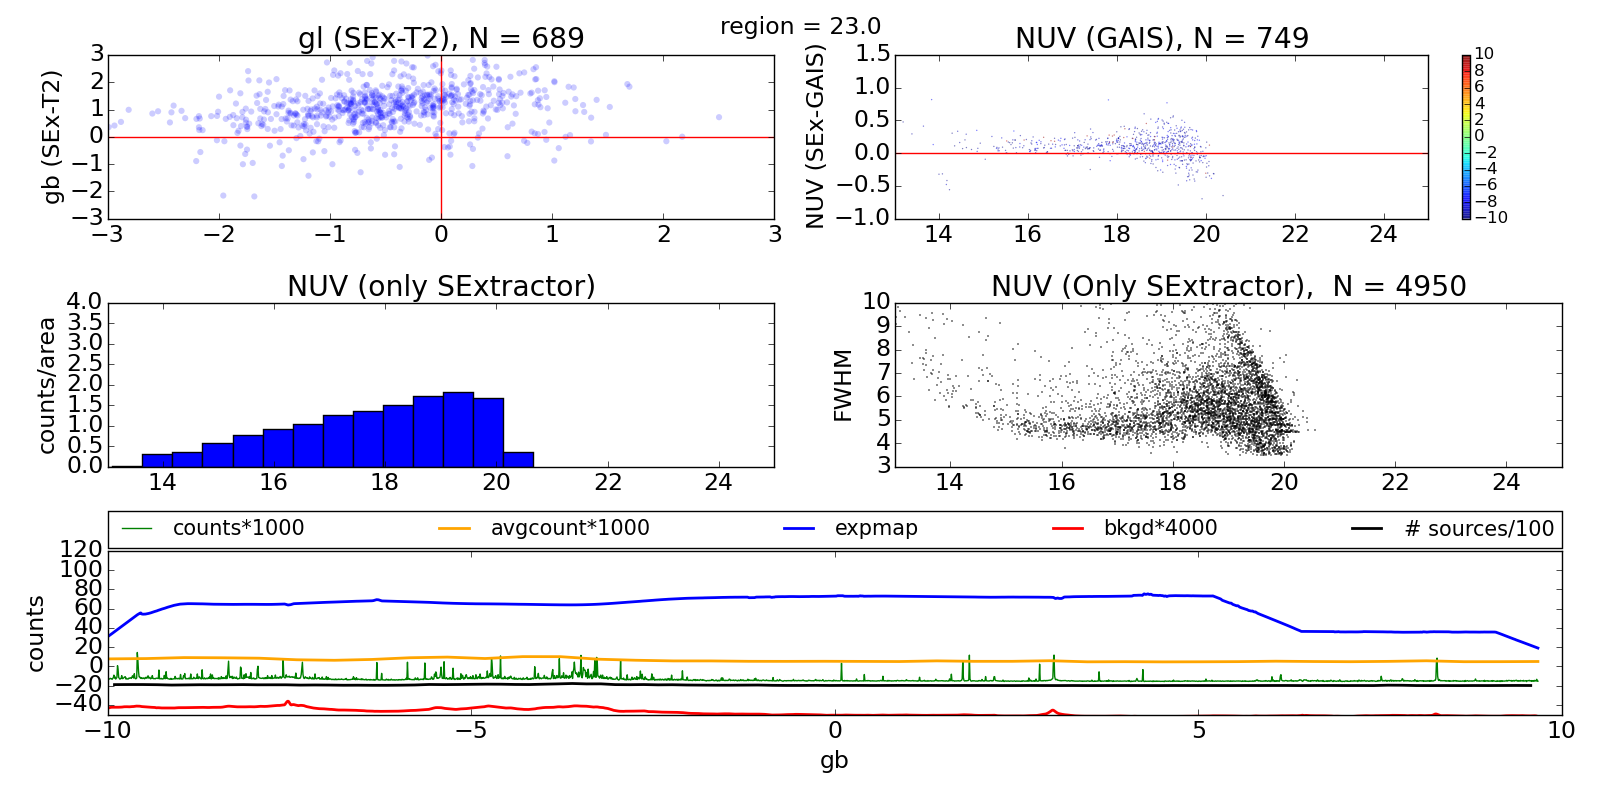 region = 23.0
gl (SEx-T2), N = 689
gb (SEx-T2)
3
2
1
0
−1
−2
−3
−3 −2 −1 0 1 2 3
NUV (GAIS), N = 749
NUV (SEx-GAIS)
1.5
1.0
0.5
0.0
−0.5
−1.0
14 16 18 20 22 24
10
8
6
4
2
0
−2
−4
−6
−8
−10
NUV (only SExtractor)
counts/area
4.0
3.5
3.0
2.5
2.0
1.5
1.0
0.5
0.0
14 16 18 20 22 24
NUV (Only SExtractor),  N = 4950
FWHM
10
9
8
7
6
5
4
3
14 16 18 20 22 24
counts*1000 avgcount*1000 expmap bkgd*4000 # sources/100
counts
120
100
80
60
40
20
0
−20
−40
−10 −5 0 5 10
gb